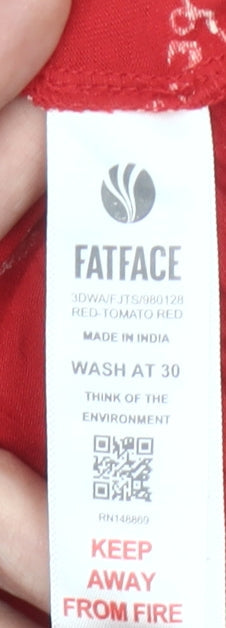 FATFACE
3DWA/FJTS/980128
RED-TOMATO RED
MADE IN INDIA
WASH AT 30
THINK OF THE
ENVIRONMENT
RN148869
KEEP
AWAY
FROM FIRE